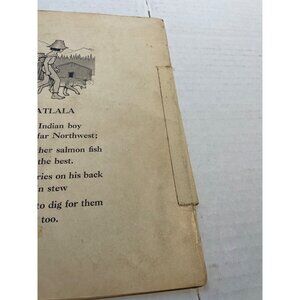 ATLALA
Indian boy
far Northwest;
her salmon fish
the best.
ries on his back
n stew
to dig for them
too.